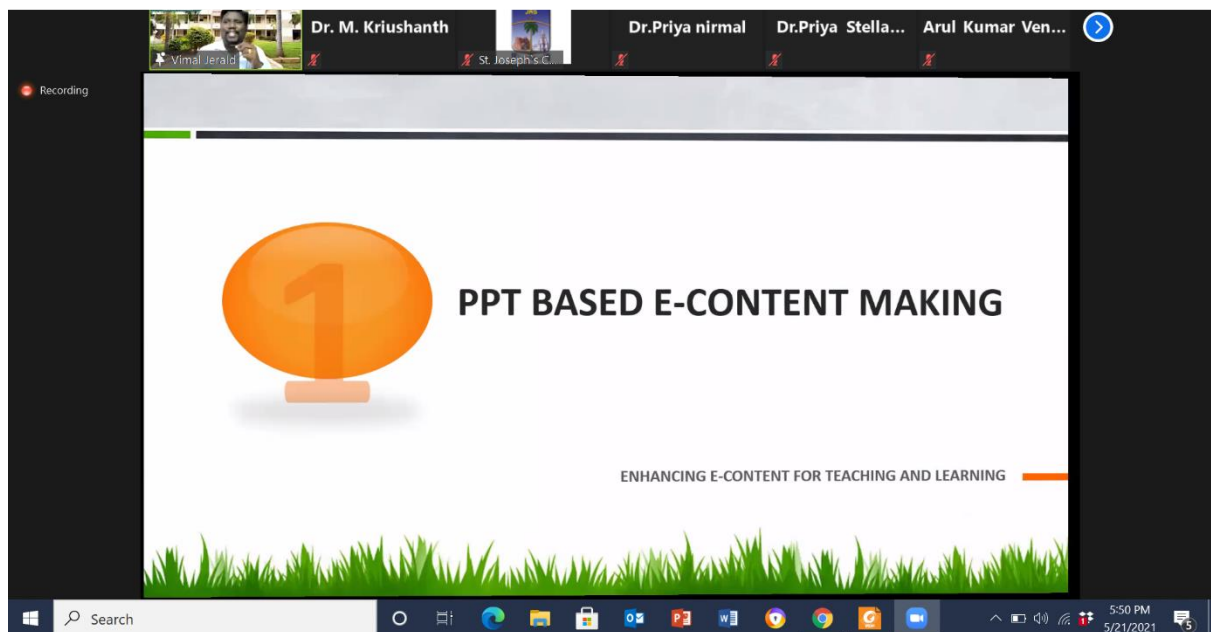 Dr. M. Kriushanth
Dr.Priya nirmal
Dr.Priya Stella...
Arul Kumar Ven...
Vimal Jerald
St. Joseph's C...
Recording
1
PPT BASED E-CONTENT MAKING
ENHANCING E-CONTENT FOR TEACHING AND LEARNING
Search
5:50 PM
5/21/2021
5